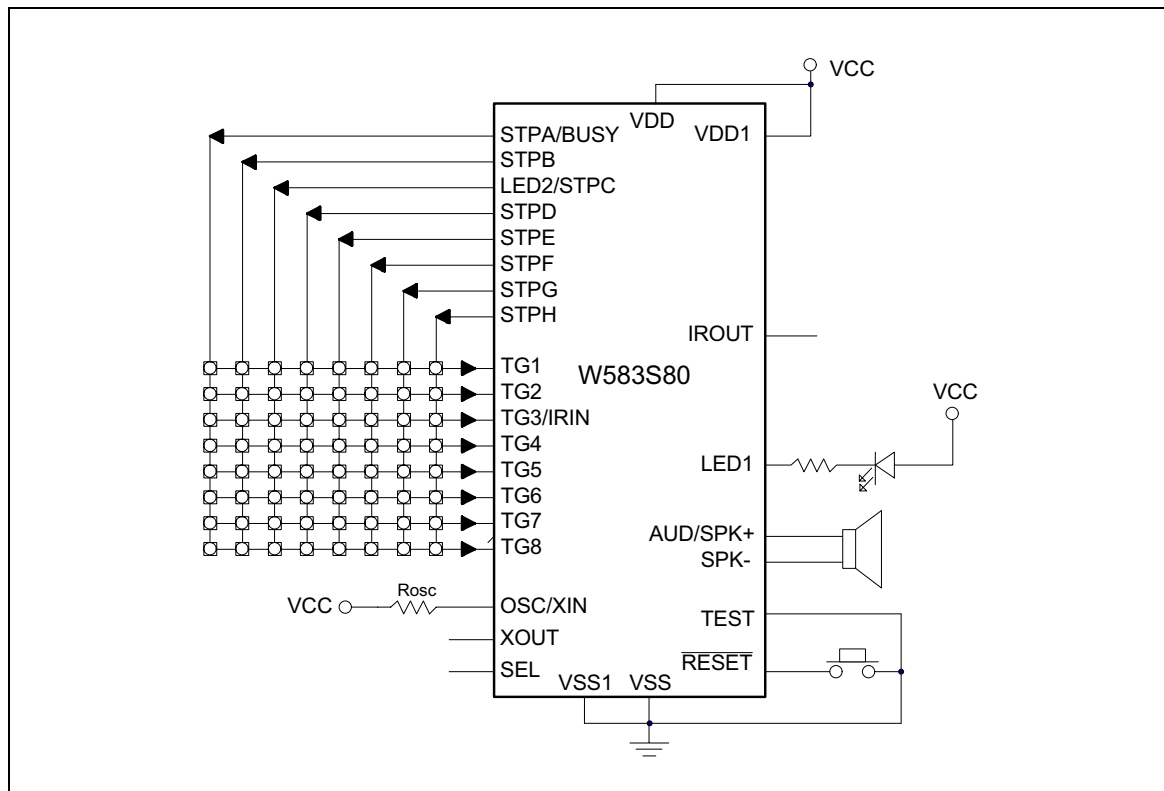 VCC
VDD
VDD1
STPA/BUSY
STPB
LED2/STPC
STPD
STPE
STPF
STPG
STPH
IROUT
TG1
W583S80
TG2
VCC
TG3/IRIN
TG4
LED1
TG5
TG6
TG7
AUD/SPK+
TG8
SPK-
Rosc
VCC
OSC/XIN
TEST
XOUT
RESET
SEL
VSS1
VSS